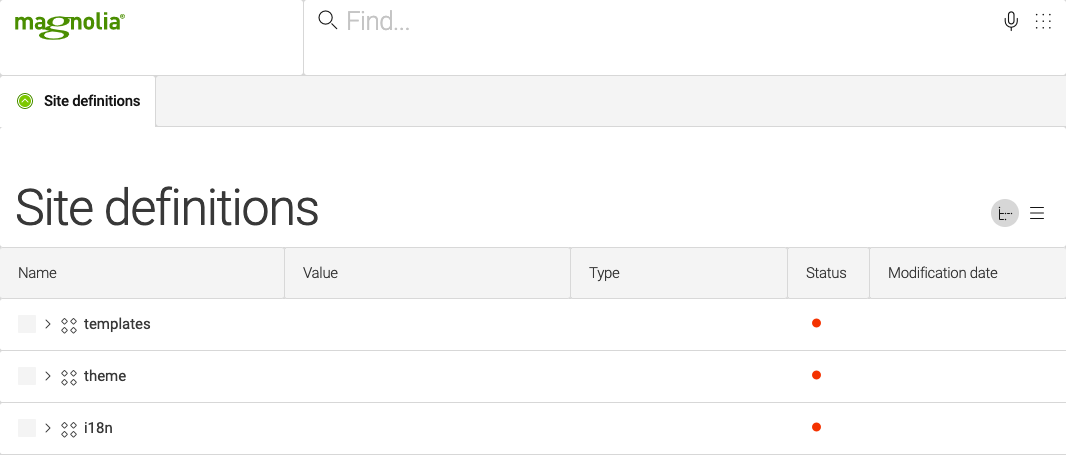 magnolia®
Find...
Site definitions
Site definitions
Name Value Type Status Modification date
templates
theme
i18n